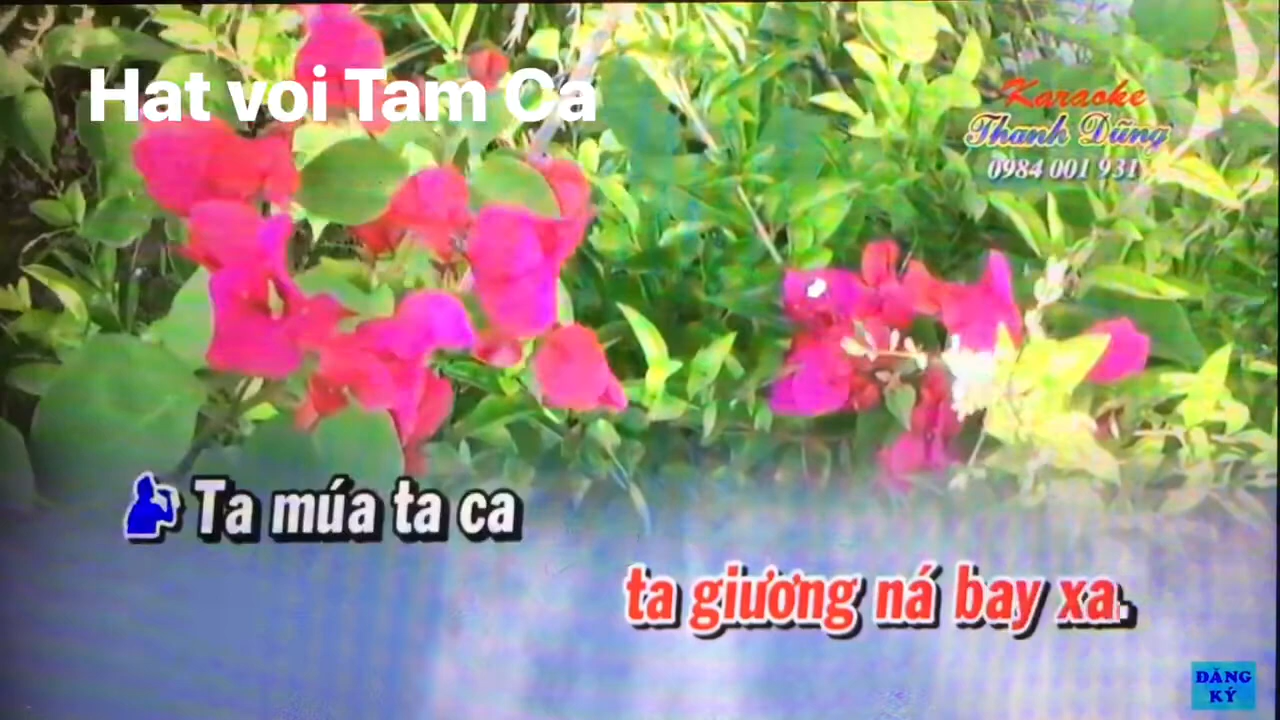 Hat voi Tam Ca
Karaoke
Thanh Dũng
0984 001 931
Ta múa ta ca
ta giương ná bay xa.
ĐĂNG
KÝ